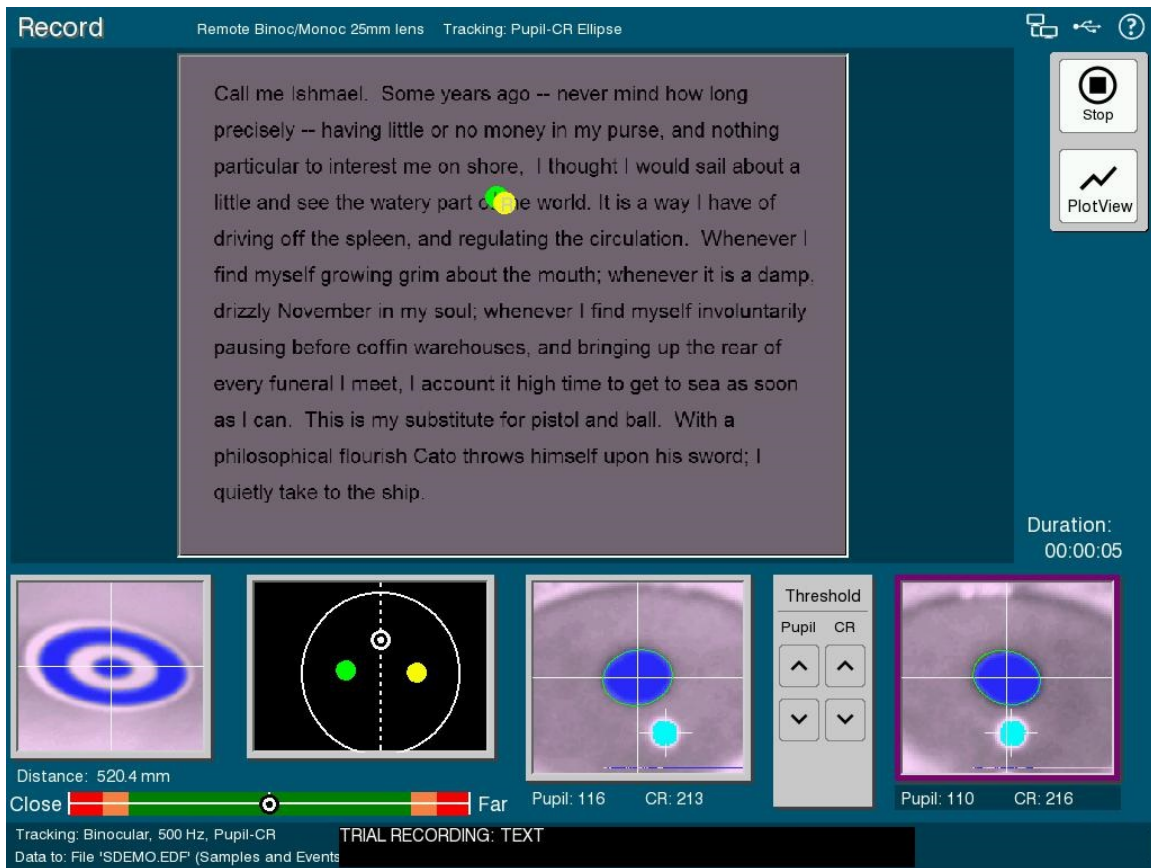 Record
Remote Binoc/Monoc 25mm lens Tracking: Pupil-CR Ellipse
Call me Ishmael. Some years ago -- never mind how long
precisely -- having little or no money in my purse, and nothing
particular to interest me on shore, I thought I would sail about a
little and see the watery part the world. It is a way I have of
driving off the spleen, and regulating the circulation. Whenever I
find myself growing grim about the mouth; whenever it is a damp,
drizzly November in my soul; whenever I find myself involuntarily
pausing before coffin warehouses, and bringing up the rear of
every funeral I meet, I account it high time to get to sea as soon
as I can. This is my substitute for pistol and ball. With a
philosophical flourish Cato throws himself upon his sword; I
quietly take to the ship.
Stop
PlotView
Duration:
00:00:05
Threshold
Pupil CR
Distance: 520.4 mm
Close Far
Pupil: 116 CR: 213
Pupil: 110 CR: 216
Tracking: Binocular, 500 Hz, Pupil-CR
Data to: File 'SDEMO.EDF' (Samples and Events
TRIAL RECORDING: TEXT